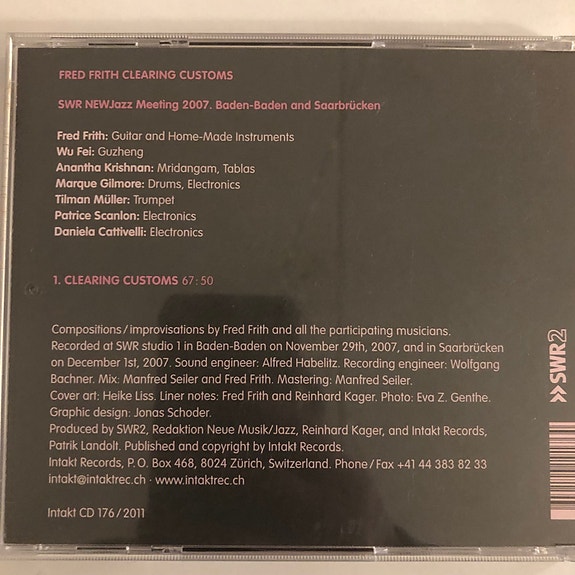 FRED FRITH CLEARING CUSTOMS
SWR NEWJazz Meeting 2007. Baden-Baden and Saarbrücken
Fred Frith: Guitar and Home-Made Instruments
Wu Fei: Guzheng
Anantha Krishnan: Mridangam, Tablas
Marque Gilmore: Drums, Electronics
Tilman Müller: Trumpet
Patrice Scanlon: Electronics
Daniela Cattivelli: Electronics
1. CLEARING CUSTOMS 67:50
Compositions/improvisations by Fred Frith and all the participating musicians.
Recorded at SWR studio 1 in Baden-Baden on November 29th, 2007, and in Saarbrücken
on December 1st, 2007. Sound engineer: Alfred Habelitz. Recording engineer: Wolfgang
Bachner. Mix: Manfred Seiler and Fred Frith. Mastering: Manfred Seiler.
Cover art: Heike Liss. Liner notes: Fred Frith and Reinhard Kager. Photo: Eva Z. Genthe.
Graphic design: Jonas Schoder.
Produced by SWR2, Redaktion Neue Musik/Jazz, Reinhard Kager, and Intakt Records,
Patrik Landolt. Published and copyright by Intakt Records.
Intakt Records, P.O. Box 468, 8024 Zürich, Switzerland. Phone/Fax +41 44 383 82 33
intakt@intaktrec.ch · www.intaktrec.ch
Intakt CD 176/2011
SWR2